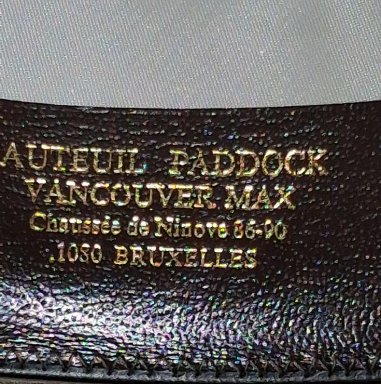 AUTEUIL PADDOCK
VANCOUVER MAX
Chaussée de Ninove 86-90
1080 BRUXELLES